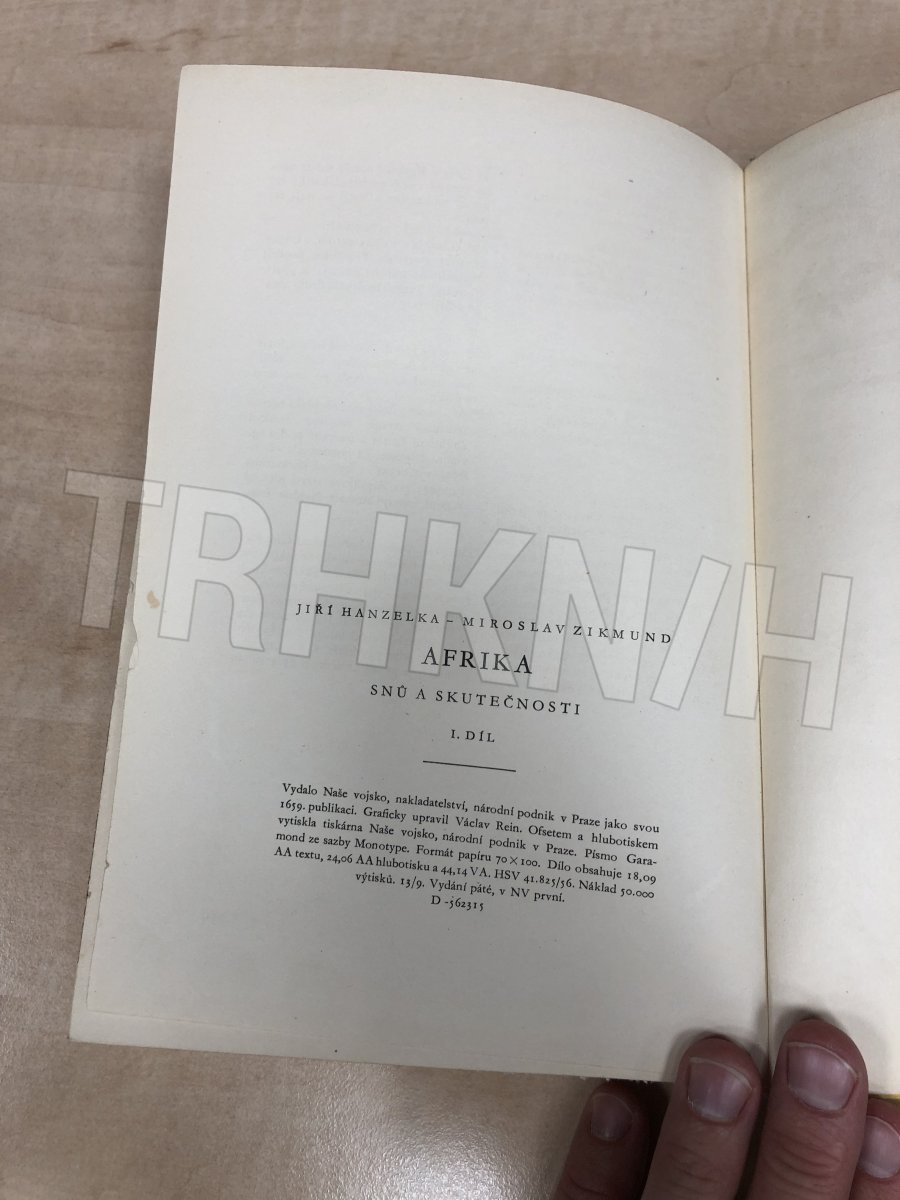 TRHKN/H
JIŘÍ HANZELKA – MIROSLAV ZIKMUND
AFRIKA
SNŮ A SKUTEČNOSTI
I. DÍL
Vydalo Naše vojsko, nakladatelství, národní podnik v Praze jako svou
1659. publikaci. Graficky upravil Václav Rein. Ofsetem a hlubotiskem
vytiskla tiskárna Naše vojsko, národní podnik v Praze. Písmo Gara-
mond ze sazby Monotype. Formát papíru 70×100. Dílo obsahuje 18,09
AA textu, 24,06 AA hlubotisku a 44,14 VA. HSV 41.825/56. Náklad 50.000
výtisků. 13/9. Vydání páté, v NV první.
D -562315